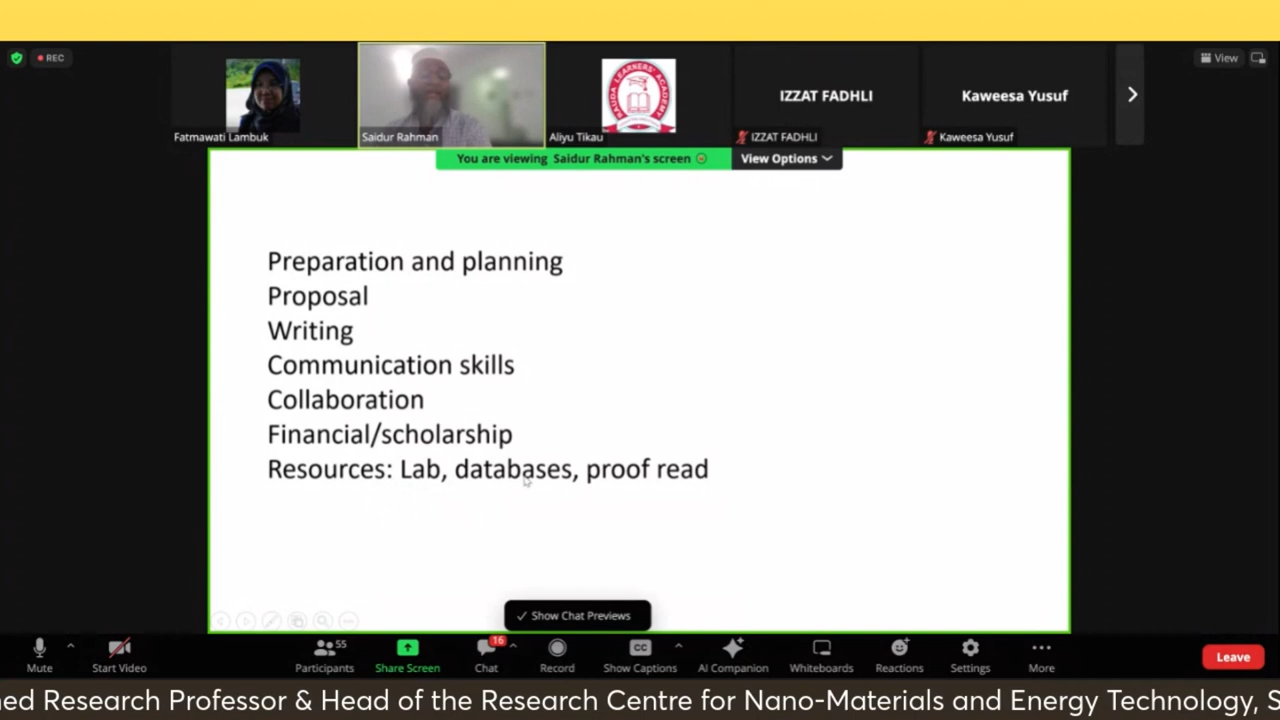 REC
View
IZZAT FADHLI
Kaweesa Yusuf
Fatmawati Lambuk
Saidur Rahman
Aliyu Tikau
IZZAT FADHLI
Kaweesa Yusuf
You are viewing Saidur Rahman's screen
View Options
Preparation and planning
Proposal
Writing
Communication skills
Collaboration
Financial/scholarship
Resources: Lab, databases, proof read
✓ Show Chat Previews
55
16
CC
Mute
Start Video
Participants
Share Screen
Chat
Record
Show Captions
AI Companion
Whiteboards
Reactions
Settings
More
Leave
ned Research Professor & Head of the Research Centre for Nano-Materials and Energy Technology, S